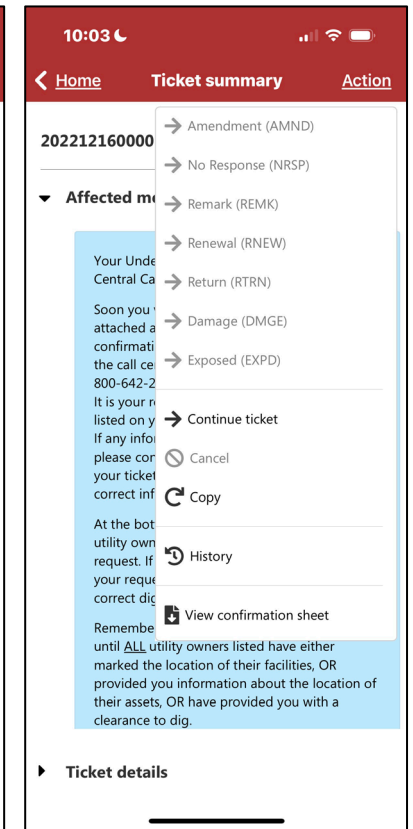 10:03
Home Ticket summary Action
202212160000
Amendment (AMND)
No Response (NRSP)
Affected me
Remark (REMK)
Renewal (RNEW)
Your Unde
Central Ca
Return (RTRN)
Soon you
attached a
Damage (DMGE)
confirmati
the call ce
Exposed (EXPD)
800-642-2
It is your re
listed on y
Continue ticket
If any infor
please con
Cancel
your ticket
correct inf
Copy
At the bot
utility own
History
request. If
your reque
correct dig
View confirmation sheet
Remembe
until ALL utility owners listed have either
marked the location of their facilities, OR
provided you information about the location of
their assets, OR have provided you with a
clearance to dig.
Ticket details